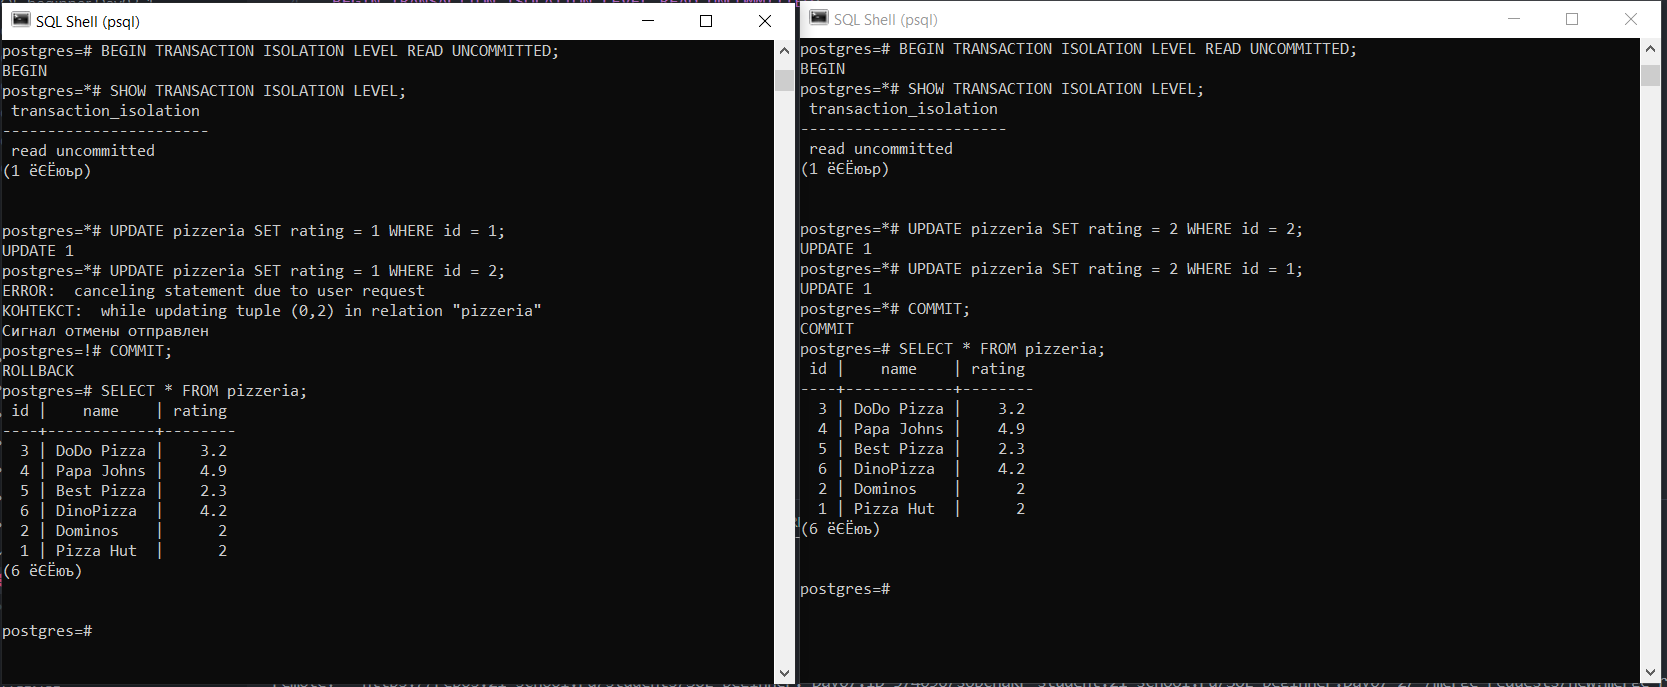 SQL Shell (psql)
postgres=# BEGIN TRANSACTION ISOLATION LEVEL READ UNCOMMITTED;
BEGIN
postgres=*# SHOW TRANSACTION ISOLATION LEVEL;
 transaction_isolation
-----------------------
 read uncommitted
(1 ёЄЁюър)
postgres=*# UPDATE pizzeria SET rating = 1 WHERE id = 1;
UPDATE 1
postgres=*# UPDATE pizzeria SET rating = 1 WHERE id = 2;
ERROR:  canceling statement due to user request
КОНТЕКСТ:  while updating tuple (0,2) in relation "pizzeria"
Сигнал отмены отправлен
postgres=!# COMMIT;
ROLLBACK
postgres=# SELECT * FROM pizzeria;
 id |    name    | rating
----+------------+--------
  3 | DoDo Pizza |    3.2
  4 | Papa Johns |    4.9
  5 | Best Pizza |    2.3
  6 | DinoPizza  |    4.2
  2 | Dominos    |      2
  1 | Pizza Hut  |      2
(6 ёЄЁюъ)
postgres=#
SQL Shell (psql)
postgres=# BEGIN TRANSACTION ISOLATION LEVEL READ UNCOMMITTED;
BEGIN
postgres=*# SHOW TRANSACTION ISOLATION LEVEL;
 transaction_isolation
-----------------------
 read uncommitted
(1 ёЄЁюър)
postgres=*# UPDATE pizzeria SET rating = 2 WHERE id = 2;
UPDATE 1
postgres=*# UPDATE pizzeria SET rating = 2 WHERE id = 1;
UPDATE 1
postgres=*# COMMIT;
COMMIT
postgres=# SELECT * FROM pizzeria;
 id |    name    | rating
----+------------+--------
  3 | DoDo Pizza |    3.2
  4 | Papa Johns |    4.9
  5 | Best Pizza |    2.3
  6 | DinoPizza  |    4.2
  2 | Dominos    |      2
  1 | Pizza Hut  |      2
(6 ёЄЁюъ)
postgres=#